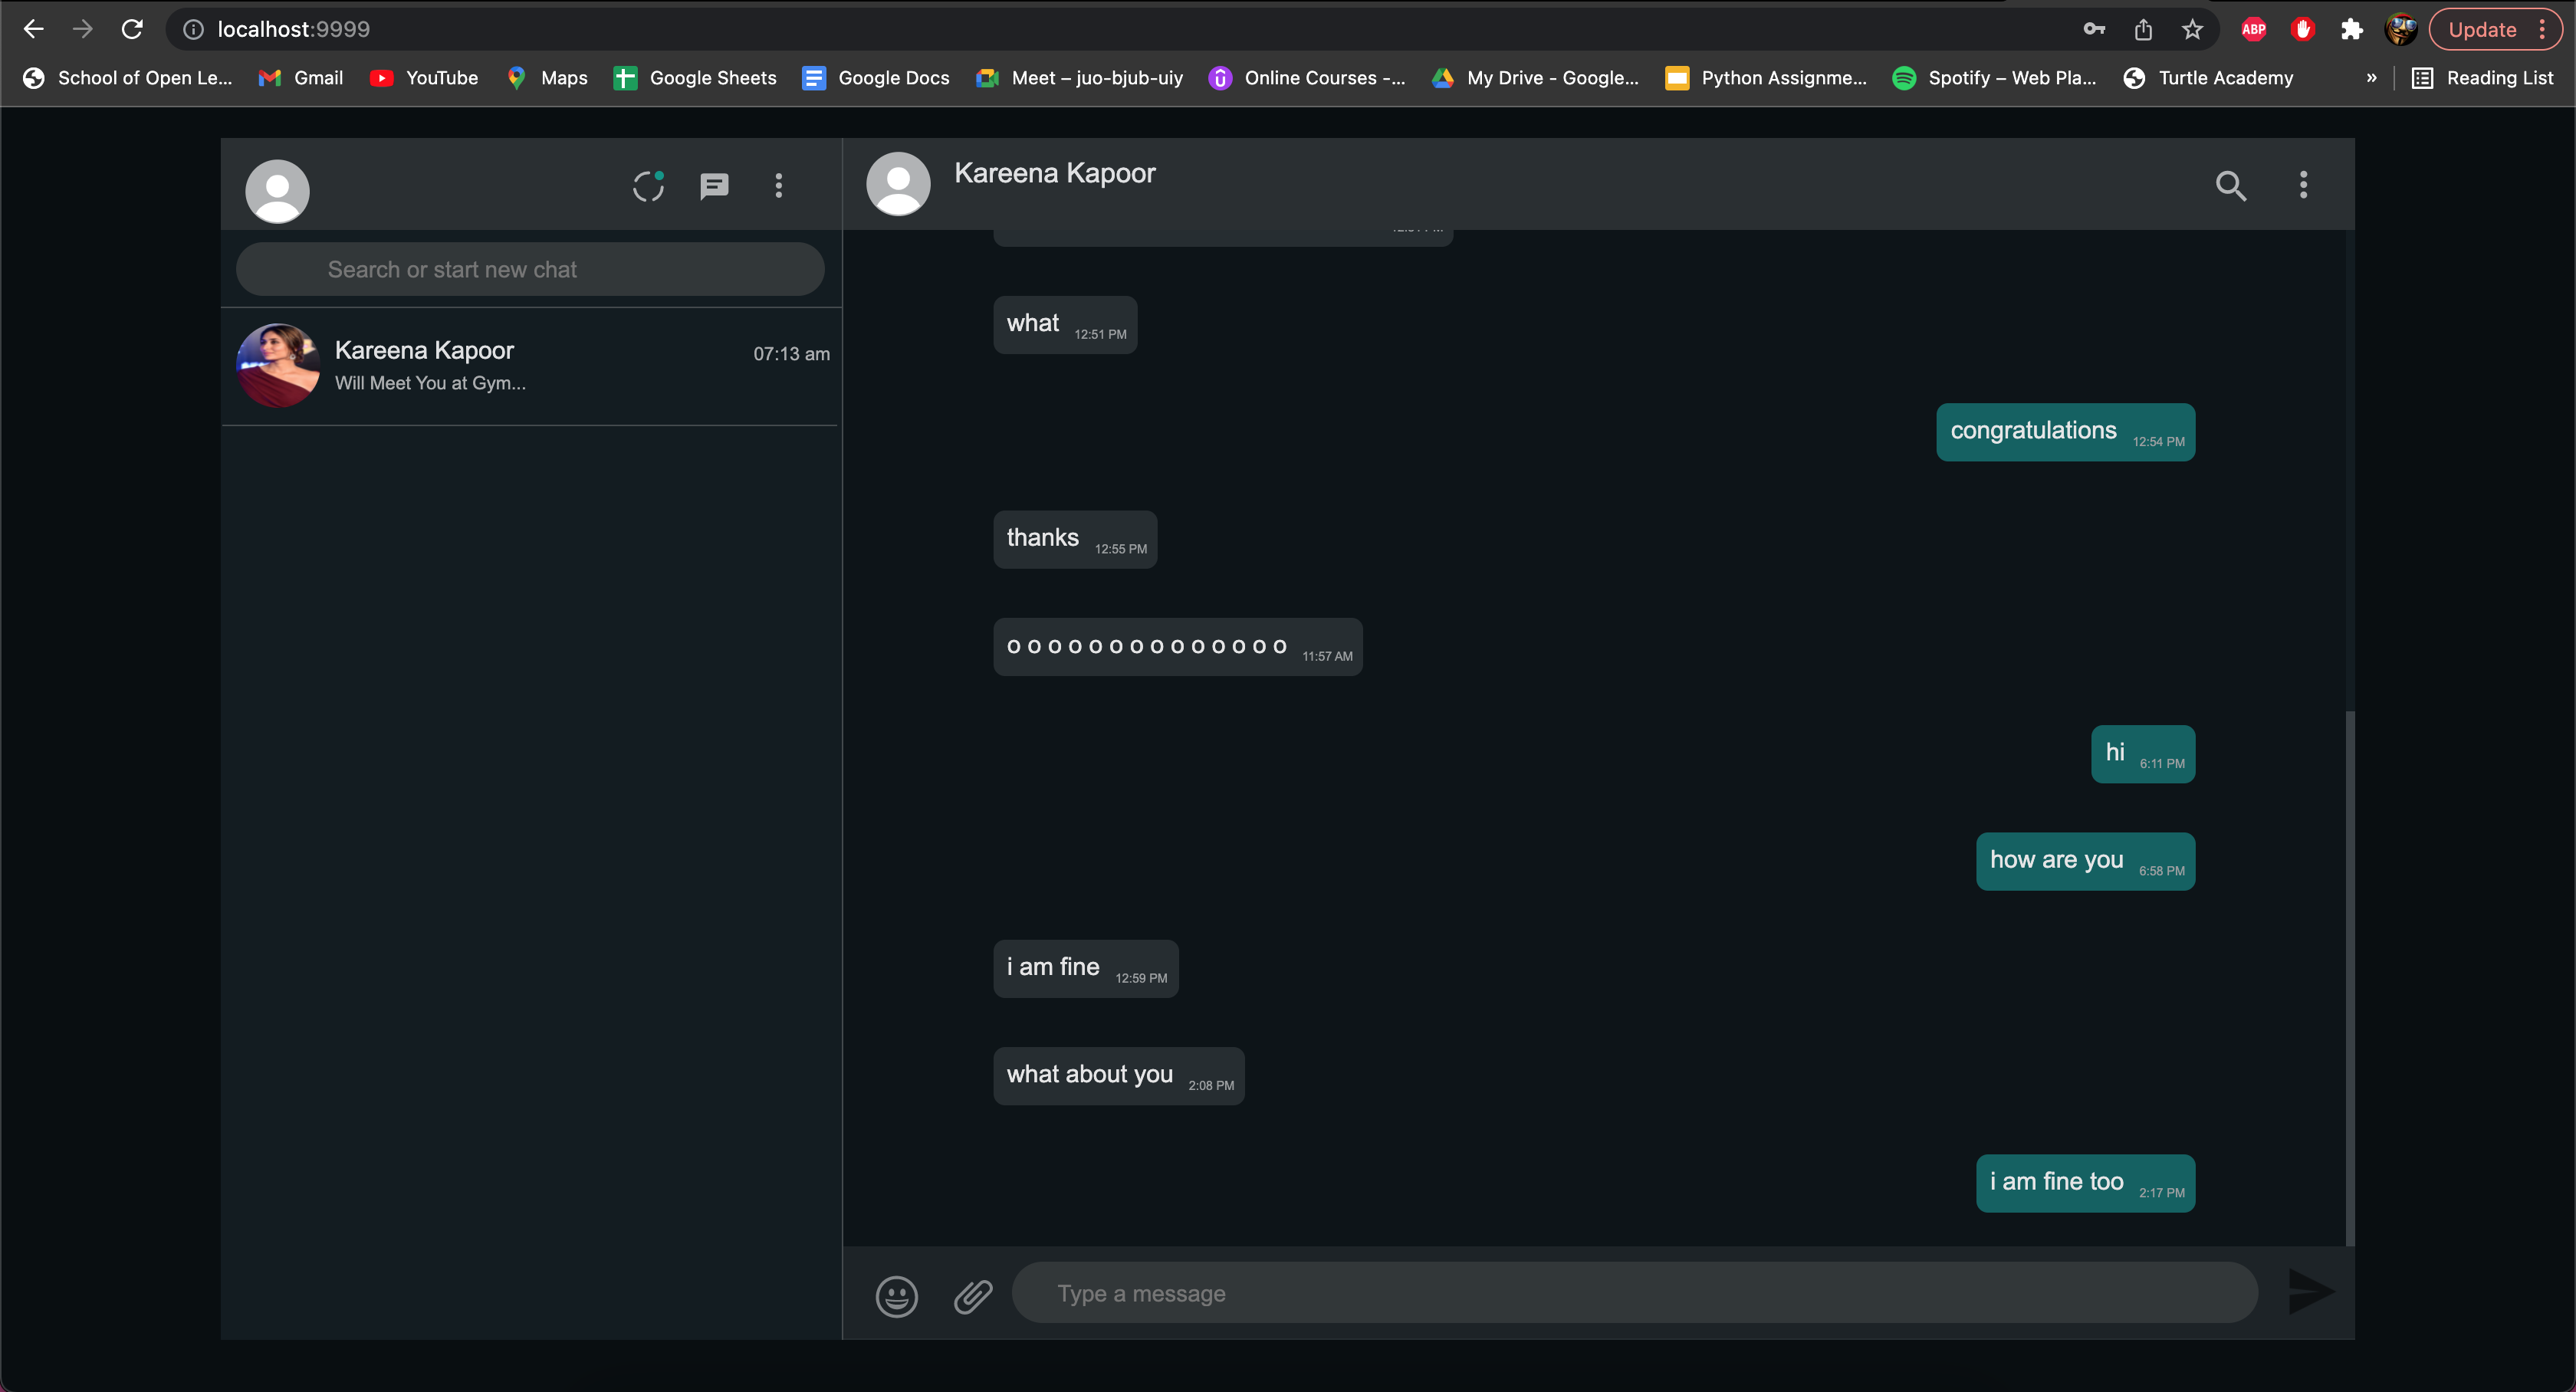 localhost:9999
ABP
Update
School of Open Le...
Gmail
YouTube
Maps
Google Sheets
Google Docs
Meet – juo-bjub-uiy
Online Courses -...
My Drive - Google...
Python Assignme...
Spotify – Web Pla...
Turtle Academy
»
Reading List
Search or start new chat
Kareena Kapoor
07:13 am
Will Meet You at Gym...
Kareena Kapoor
what 12:51 PM
congratulations 12:54 PM
thanks 12:55 PM
o o o o o o o o o o o o o o 11:57 AM
hi 6:11 PM
how are you 6:58 PM
i am fine 12:59 PM
what about you 2:08 PM
i am fine too 2:17 PM
Type a message